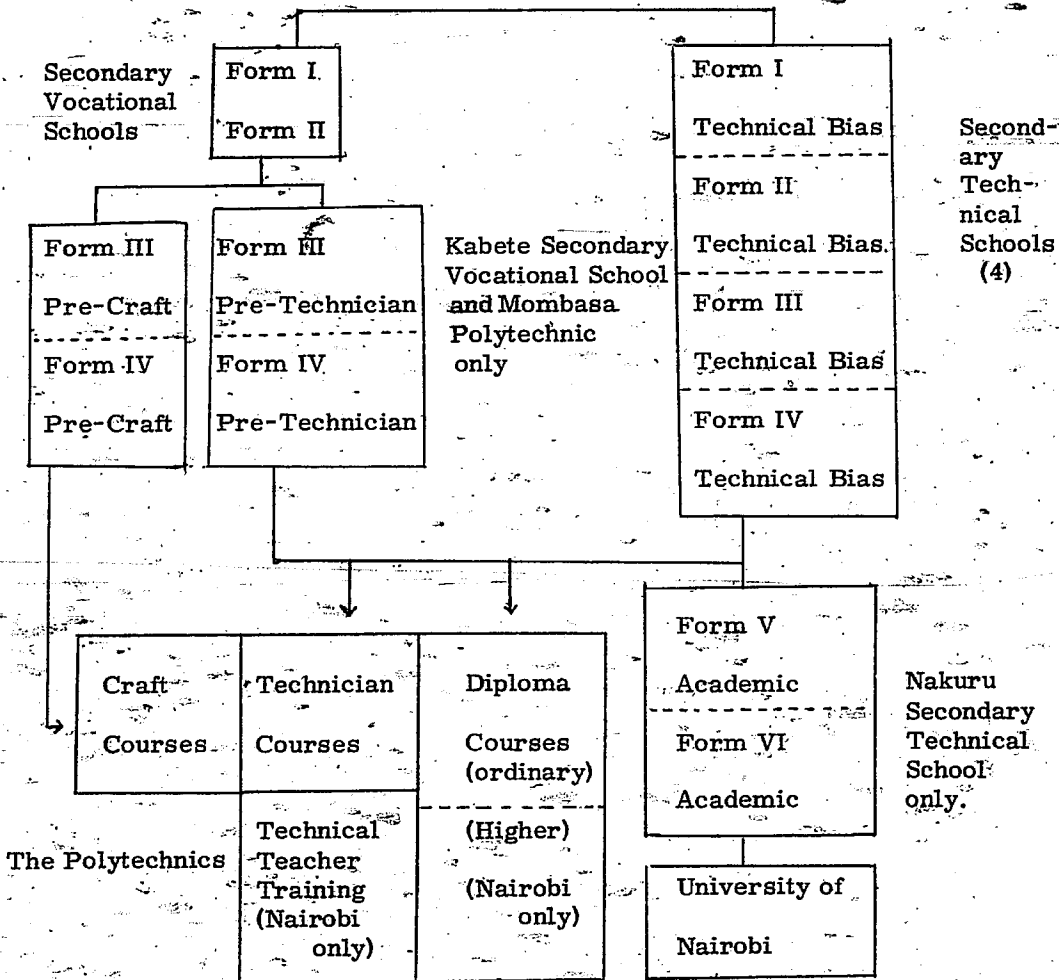 Secondary
Vocational
Schools
Form I
Form II
Form III
Pre-Craft
Form IV
Pre-Craft
Form III
Pre-Technician
Form IV
Pre-Technician
Kabete Secondary
Vocational School
and Mombasa
Polytechnic
only
Form I
Technical Bias
Form II
Technical Bias
Form III
Technical Bias
Form IV
Technical Bias
Second-
ary
Tech-
nical
Schools
(4)
Craft
Courses
Technician
Courses
Diploma
Courses
(ordinary)
The Polytechnics
Technical
Teacher
Training
(Nairobi
only)
(Higher)
(Nairobi
only)
Form V
Academic
Form VI
Academic
Nakuru
Secondary
Technical
School
only.
University of
Nairobi